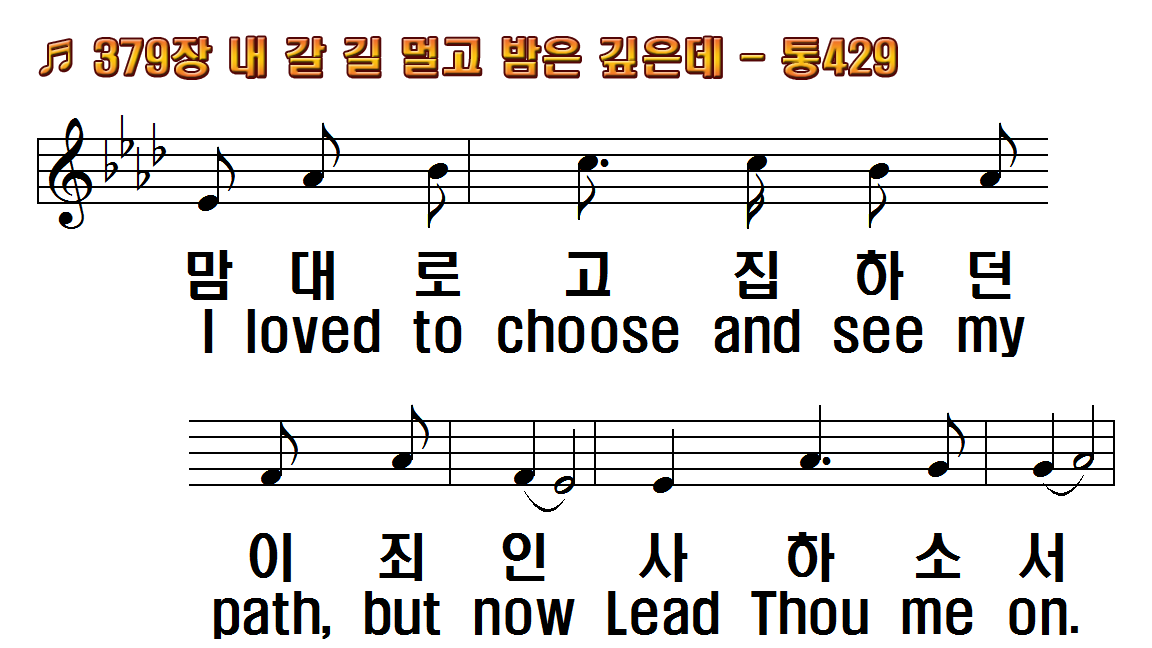 ♬ 379장 내 갈 길 멀고 밤은 깊은데 - 통429
맘 대 로 고 집 하 던
I loved to choose and see my
이 죄 인 사 하 소 서
path, but now Lead Thou me on.